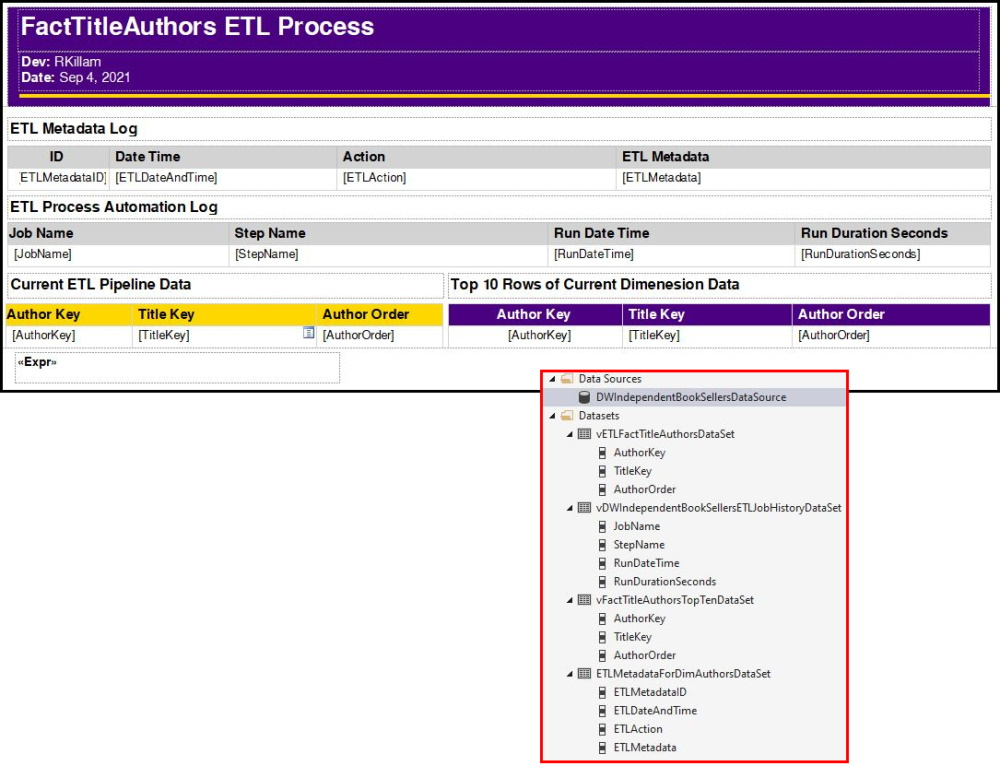 FactTitleAuthors ETL Process
Dev: RKillam
Date: Sep 4, 2021
ETL Metadata Log
ID Date Time Action ETL Metadata
[ETLMetadataID] [ETLDateAndTime] [ETLAction] [ETLMetadata]
ETL Process Automation Log
Job Name Step Name Run Date Time Run Duration Seconds
[JobName] [StepName] [RunDateTime] [RunDurationSeconds]
Current ETL Pipeline Data Top 10 Rows of Current Dimenesion Data
Author Key Title Key Author Order Author Key Title Key Author Order
[AuthorKey] [TitleKey] [AuthorOrder] [AuthorKey] [TitleKey] [AuthorOrder]
«Expr»
Data Sources
DWIndependentBookSellersDataSource
Datasets
vETLFactTitleAuthorsDataSet
AuthorKey
TitleKey
AuthorOrder
vDWIndependentBookSellersETLJobHistoryDataSet
JobName
StepName
RunDateTime
RunDurationSeconds
vFactTitleAuthorsTopTenDataSet
AuthorKey
TitleKey
AuthorOrder
ETLMetadataForDimAuthorsDataSet
ETLMetadataID
ETLDateAndTime
ETLAction
ETLMetadata